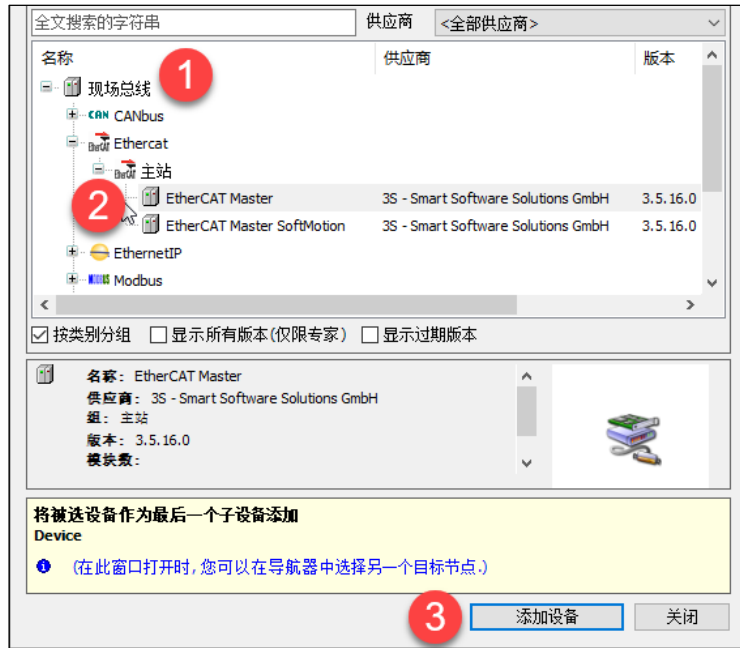 全文搜索的字符串 供应商 <全部供应商>
名称 供应商 版本
现场总线 1
CAN CANbus
EtherCAT Ethercat
EtherCAT 主站
2 EtherCAT Master 3S - Smart Software Solutions GmbH 3.5.16.0
EtherCAT Master SoftMotion 3S - Smart Software Solutions GmbH 3.5.16.0
EthernetIP
Modbus
按类别分组 显示所有版本(仅限专家) 显示过期版本
名称: EtherCAT Master
供应商: 3S - Smart Software Solutions GmbH
组: 主站
版本: 3.5.16.0
模块数:
将被选设备作为最后一个子设备添加
Device
(在此窗口打开时,您可以在导航器中选择另一个目标节点.)
3 添加设备 关闭